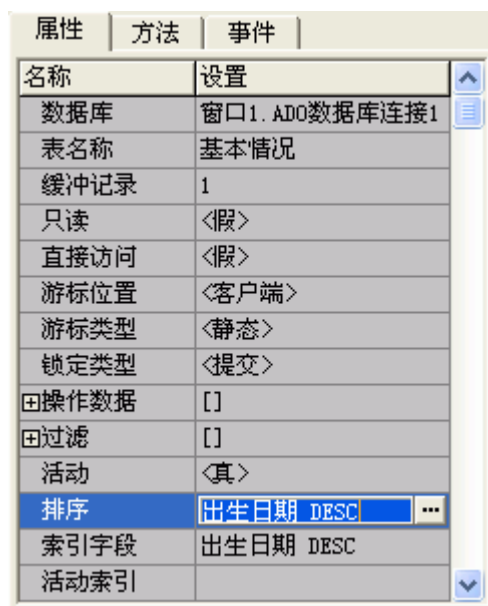 属性 方法 事件
名称 设置
数据库 窗口1.ADO数据库连接1
表名称 基本情况
缓冲记录 1
只读 <假>
直接访问 <假>
游标位置 <客户端>
游标类型 <静态>
锁定类型 <提交>
操作数据 []
过滤 []
活动 <真>
排序 出生日期 DESC ...
索引字段 出生日期 DESC
活动索引